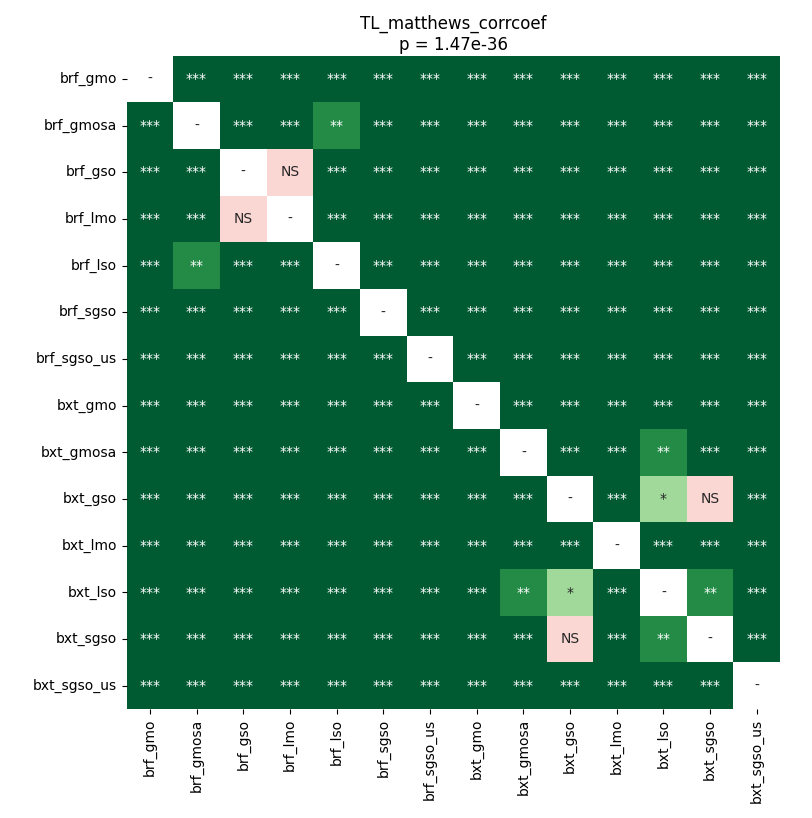 TL_matthews_corrcoef
p = 1.47e-36
brf_gmo - *** *** *** *** *** *** *** *** *** *** *** *** ***
brf_gmosa *** - *** *** ** *** *** *** *** *** *** *** *** ***
brf_gso *** *** - NS *** *** *** *** *** *** *** *** *** ***
brf_lmo *** *** NS - *** *** *** *** *** *** *** *** *** ***
brf_lso *** ** *** *** - *** *** *** *** *** *** *** *** ***
brf_sgso *** *** *** *** *** - *** *** *** *** *** *** *** ***
brf_sgso_us *** *** *** *** *** *** - *** *** *** *** *** *** ***
bxt_gmo *** *** *** *** *** *** *** - *** *** *** *** *** ***
bxt_gmosa *** *** *** *** *** *** *** *** - *** *** ** *** ***
bxt_gso *** *** *** *** *** *** *** *** *** - *** * NS ***
bxt_lmo *** *** *** *** *** *** *** *** *** *** - *** *** ***
bxt_lso *** *** *** *** *** *** *** *** ** * *** - ** ***
bxt_sgso *** *** *** *** *** *** *** *** *** NS *** ** - ***
bxt_sgso_us *** *** *** *** *** *** *** *** *** *** *** *** *** -
brf_gmo brf_gmosa brf_gso brf_lmo brf_lso brf_sgso brf_sgso_us bxt_gmo bxt_gmosa bxt_gso bxt_lmo bxt_lso bxt_sgso bxt_sgso_us